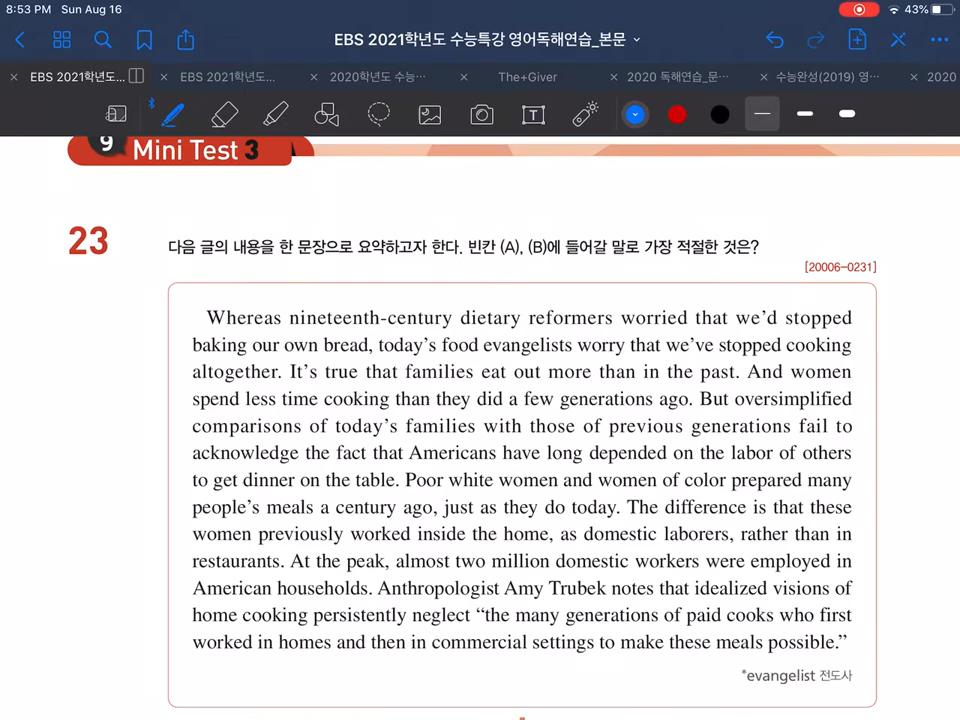 8:53 PM Sun Aug 16
43%
EBS 2021학년도 수능특강 영어독해연습_본문
EBS 2021학년도...
EBS 2021학년도...
2020학년도 수능...
The+Giver
2020 독해연습_문...
수능완성(2019) 영...
2020
9 Mini Test 3
23
다음 글의 내용을 한 문장으로 요약하고자 한다. 빈칸 (A), (B)에 들어갈 말로 가장 적절한 것은?
[20006-0231]
Whereas nineteenth-century dietary reformers worried that we'd stopped
baking our own bread, today's food evangelists worry that we've stopped cooking
altogether. It's true that families eat out more than in the past. And women
spend less time cooking than they did a few generations ago. But oversimplified
comparisons of today's families with those of previous generations fail to
acknowledge the fact that Americans have long depended on the labor of others
to get dinner on the table. Poor white women and women of color prepared many
people's meals a century ago, just as they do today. The difference is that these
women previously worked inside the home, as domestic laborers, rather than in
restaurants. At the peak, almost two million domestic workers were employed in
American households. Anthropologist Amy Trubek notes that idealized visions of
home cooking persistently neglect "the many generations of paid cooks who first
worked in homes and then in commercial settings to make these meals possible."
*evangelist 전도사